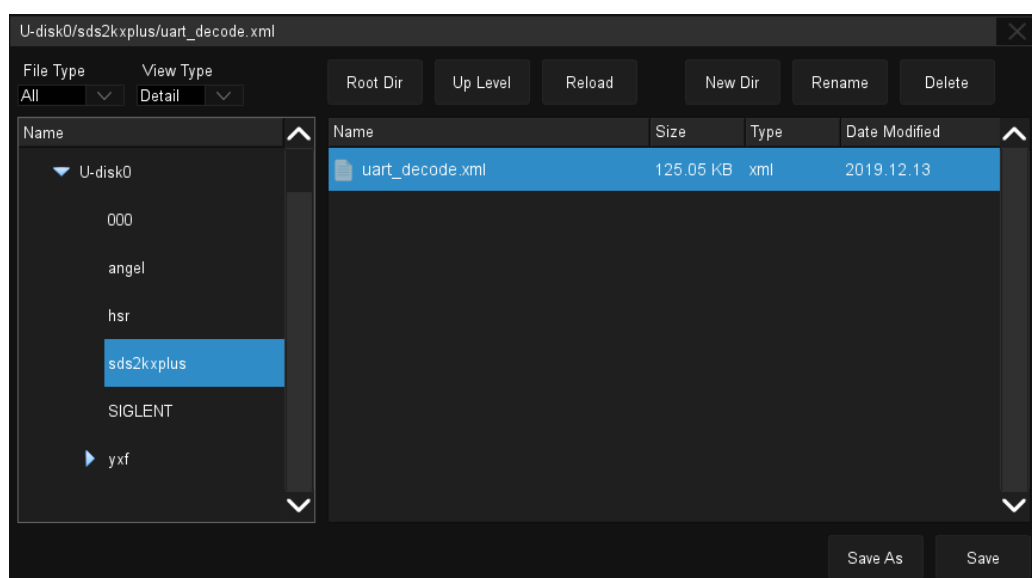 U-disk0/sds2kxplus/uart_decode.xml
File Type View Type
All Detail
Root Dir Up Level Reload New Dir Rename Delete
Name
U-disk0
000
angel
hsr
sds2kxplus
SIGLENT
yxf
Name Size Type Date Modified
uart_decode.xml 125.05 KB xml 2019.12.13
Save As Save